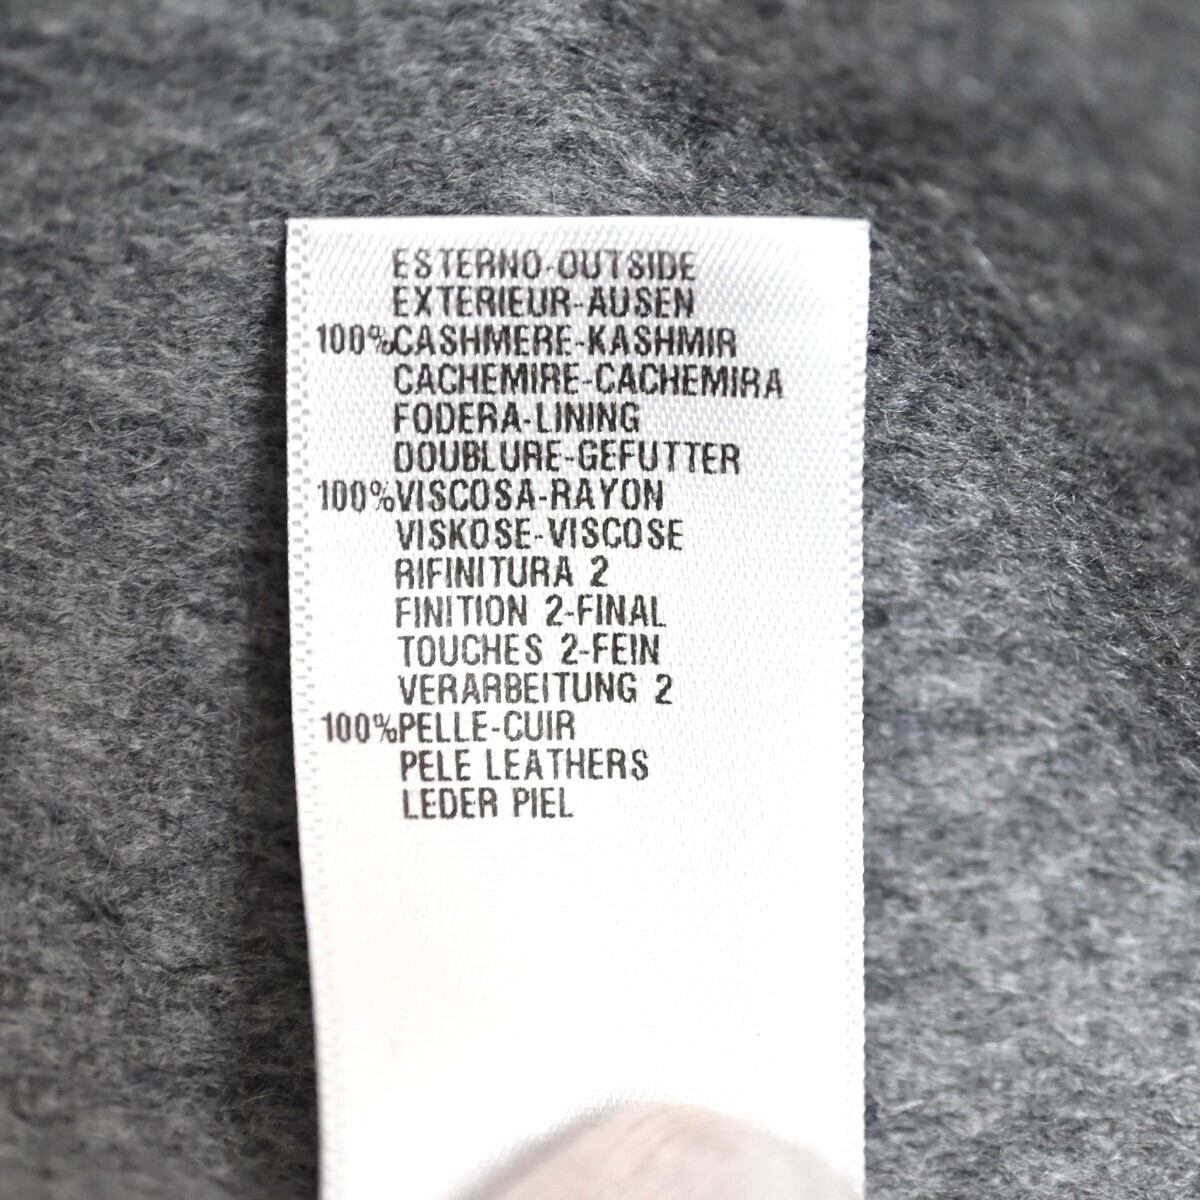 ESTERNO-OUTSIDE
EXTERIEUR-AUSEN
100%CASHMERE-KASHMIR
CACHEMIRE-CACHEMIRA
FODERA-LINING
DOUBLURE-GEFUTTER
100%VISCOSA-RAYON
VISKOSE-VISCOSE
RIFINITURA 2
FINITION 2-FINAL
TOUCHES 2-FEIN
VERARBEITUNG 2
100%PELLE-CUIR
PELE LEATHERS
LEDER PIEL